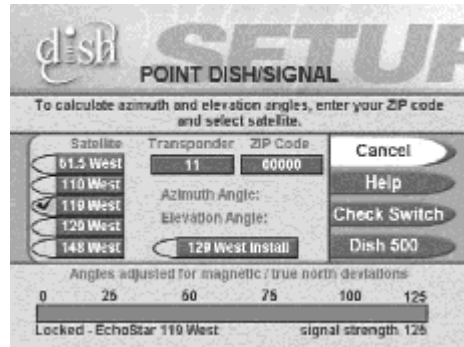 dish
SETUP
POINT DISH/SIGNAL
To calculate azimuth and elevation angles, enter your ZIP code
and select satellite.
Satellite Transponder ZIP Code
61.5 West 11 60000
110 West
119 West
129 West
148 West
Azimuth Angle:
Elevation Angle:
129 West Install
Cancel
Help
Check Switch
Dish 500
Angles adjusted for magnetic / true north deviations
0 25 50 75 100 125
Locked - EchoStar 119 West signal strength 125